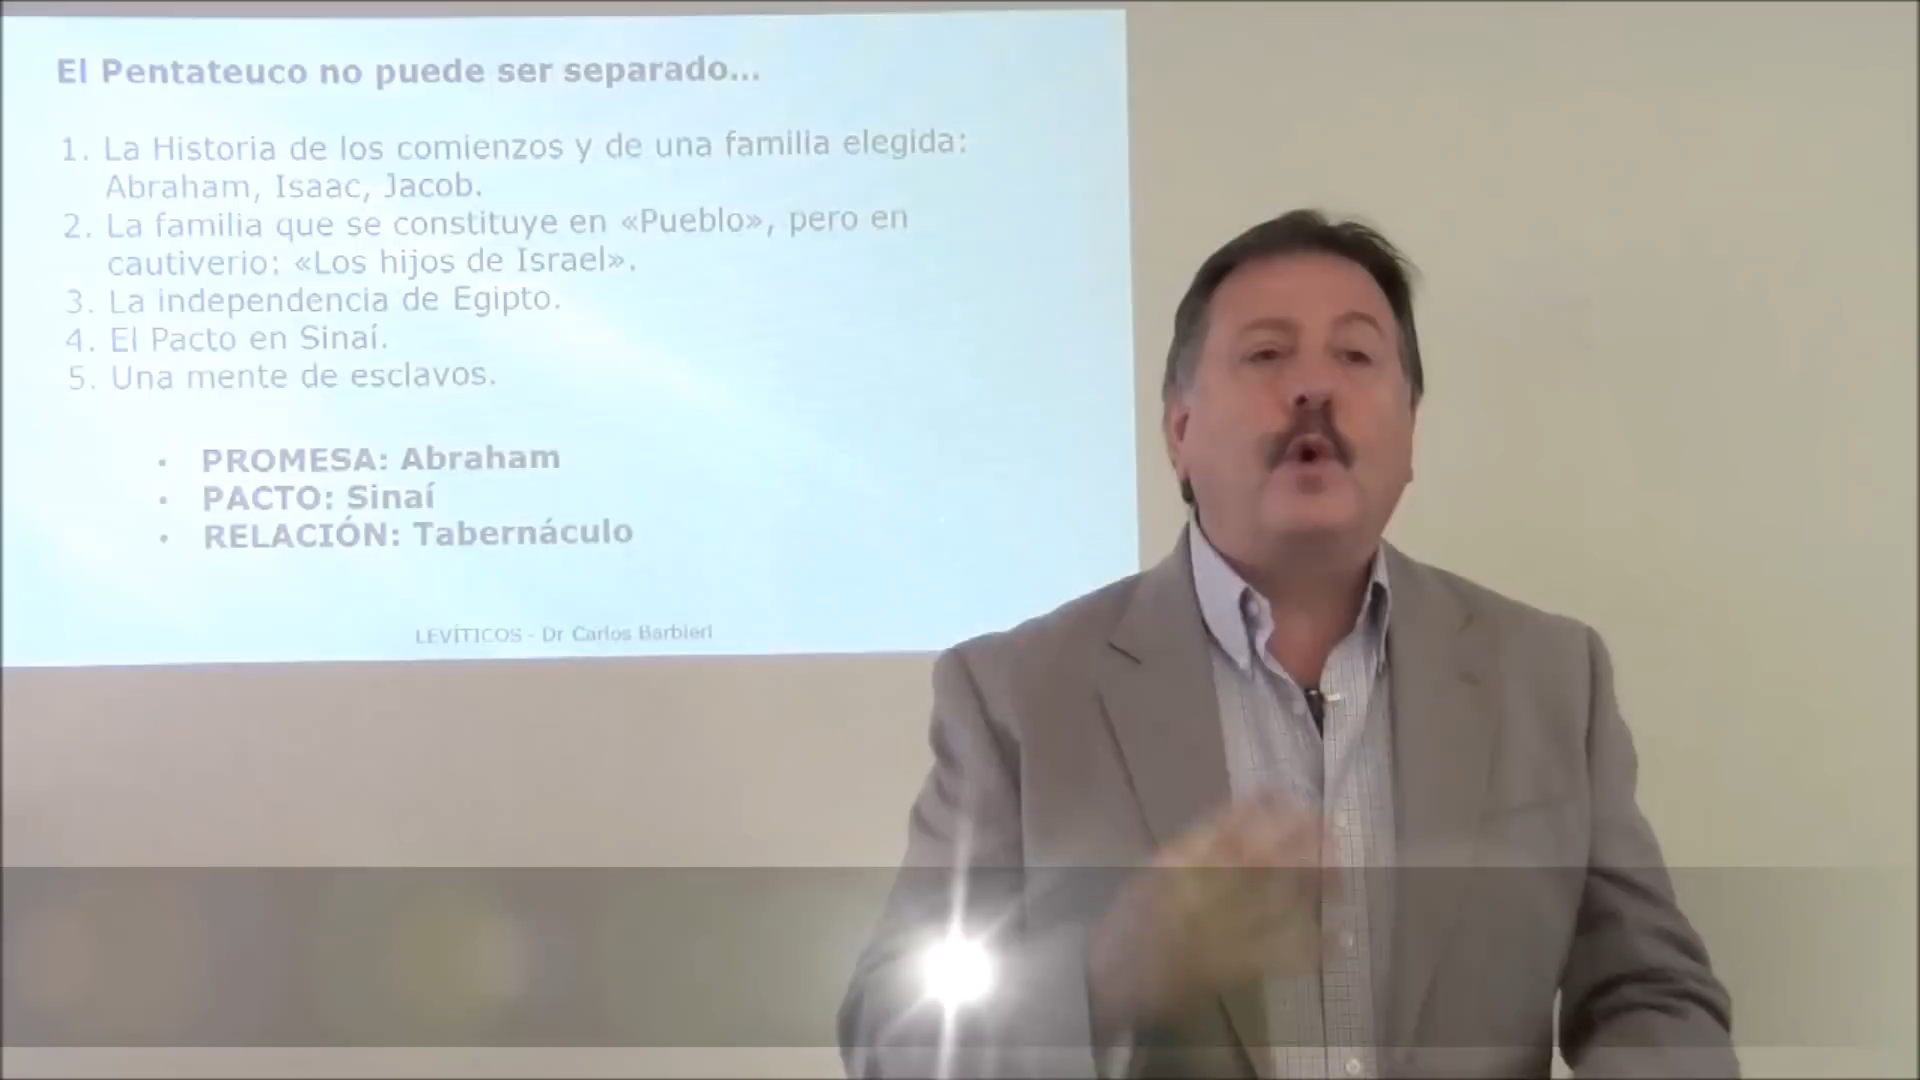 El Pentateuco no puede ser separado...
1. La Historia de los comienzos y de una familia elegida:
Abraham, Isaac, Jacob.
2. La familia que se constituye en «Pueblo», pero en
cautiverio: «Los hijos de Israel».
3. La independencia de Egipto.
4. El Pacto en Sinaí.
5. Una mente de esclavos.
• PROMESA: Abraham
• PACTO: Sinaí
• RELACIÓN: Tabernáculo
LEVÍTICOS - Dr Carlos Barbieri